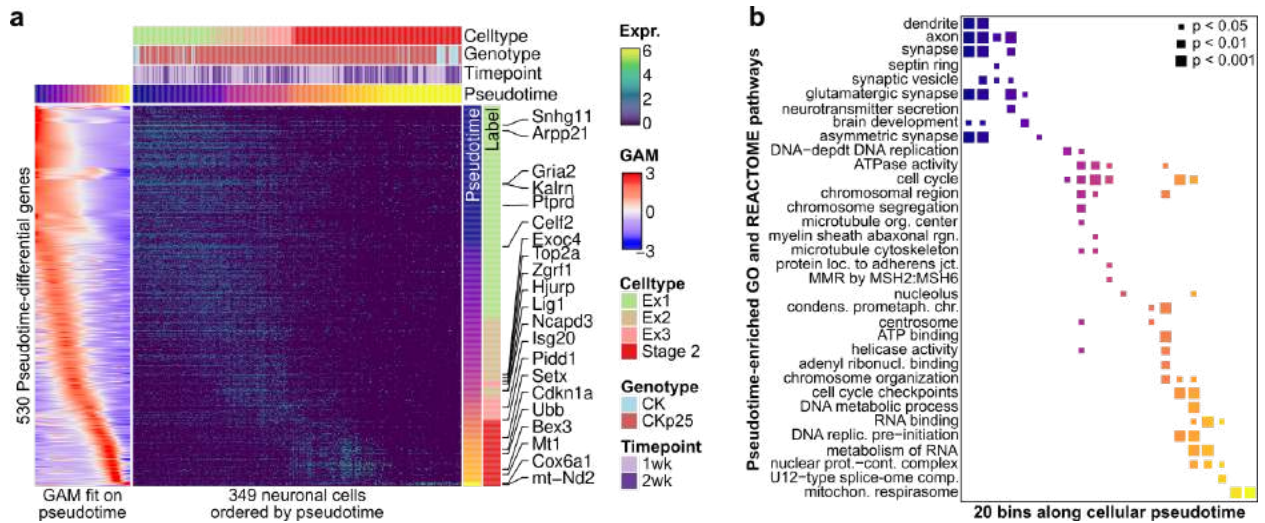 a
Celltype
Genotype
Timepoint
Pseudotime
530 Pseudotime-differential genes
Pseudotime
Label
Snhg11
Arpp21
Gria2
Kalrn
Ptprd
Celf2
Exoc4
Top2a
Zgrf1
Hjurp
Lig1
Ncapd3
Isg20
Pidd1
Setx
Cdkn1a
Ubb
Bex3
Mt1
Cox6a1
mt-Nd2
GAM fit on
pseudotime
349 neuronal cells
ordered by pseudotime
Expr.
6
4
2
0
GAM
3
1
0
−1
−3
Celltype
Ex1
Ex2
Ex3
Stage 2
Genotype
CK
CKp25
Timepoint
1wk
2wk
b
Pseudotime-enriched GO and REACTOME pathways
dendrite
axon
synapse
septin ring
synaptic vesicle
glutamatergic synapse
neurotransmitter secretion
brain development
asymmetric synapse
DNA−depdt DNA replication
ATPase activity
cell cycle
chromosomal region
chromosome segregation
microtubule org. center
myelin sheath abaxonal rgn.
microtubule cytoskeleton
protein loc. to adherens jct.
MMR by MSH2:MSH6
nucleolus
condens. prometaph. chr.
centrosome
ATP binding
helicase activity
adenyl ribonucl. binding
chromosome organization
cell cycle checkpoints
DNA metabolic process
RNA binding
DNA replic. pre−initiation
metabolism of RNA
nuclear prot.−cont. complex
U12−type splice−ome comp.
mitochon. respirasome
p < 0.05
p < 0.01
p < 0.001
20 bins along cellular pseudotime